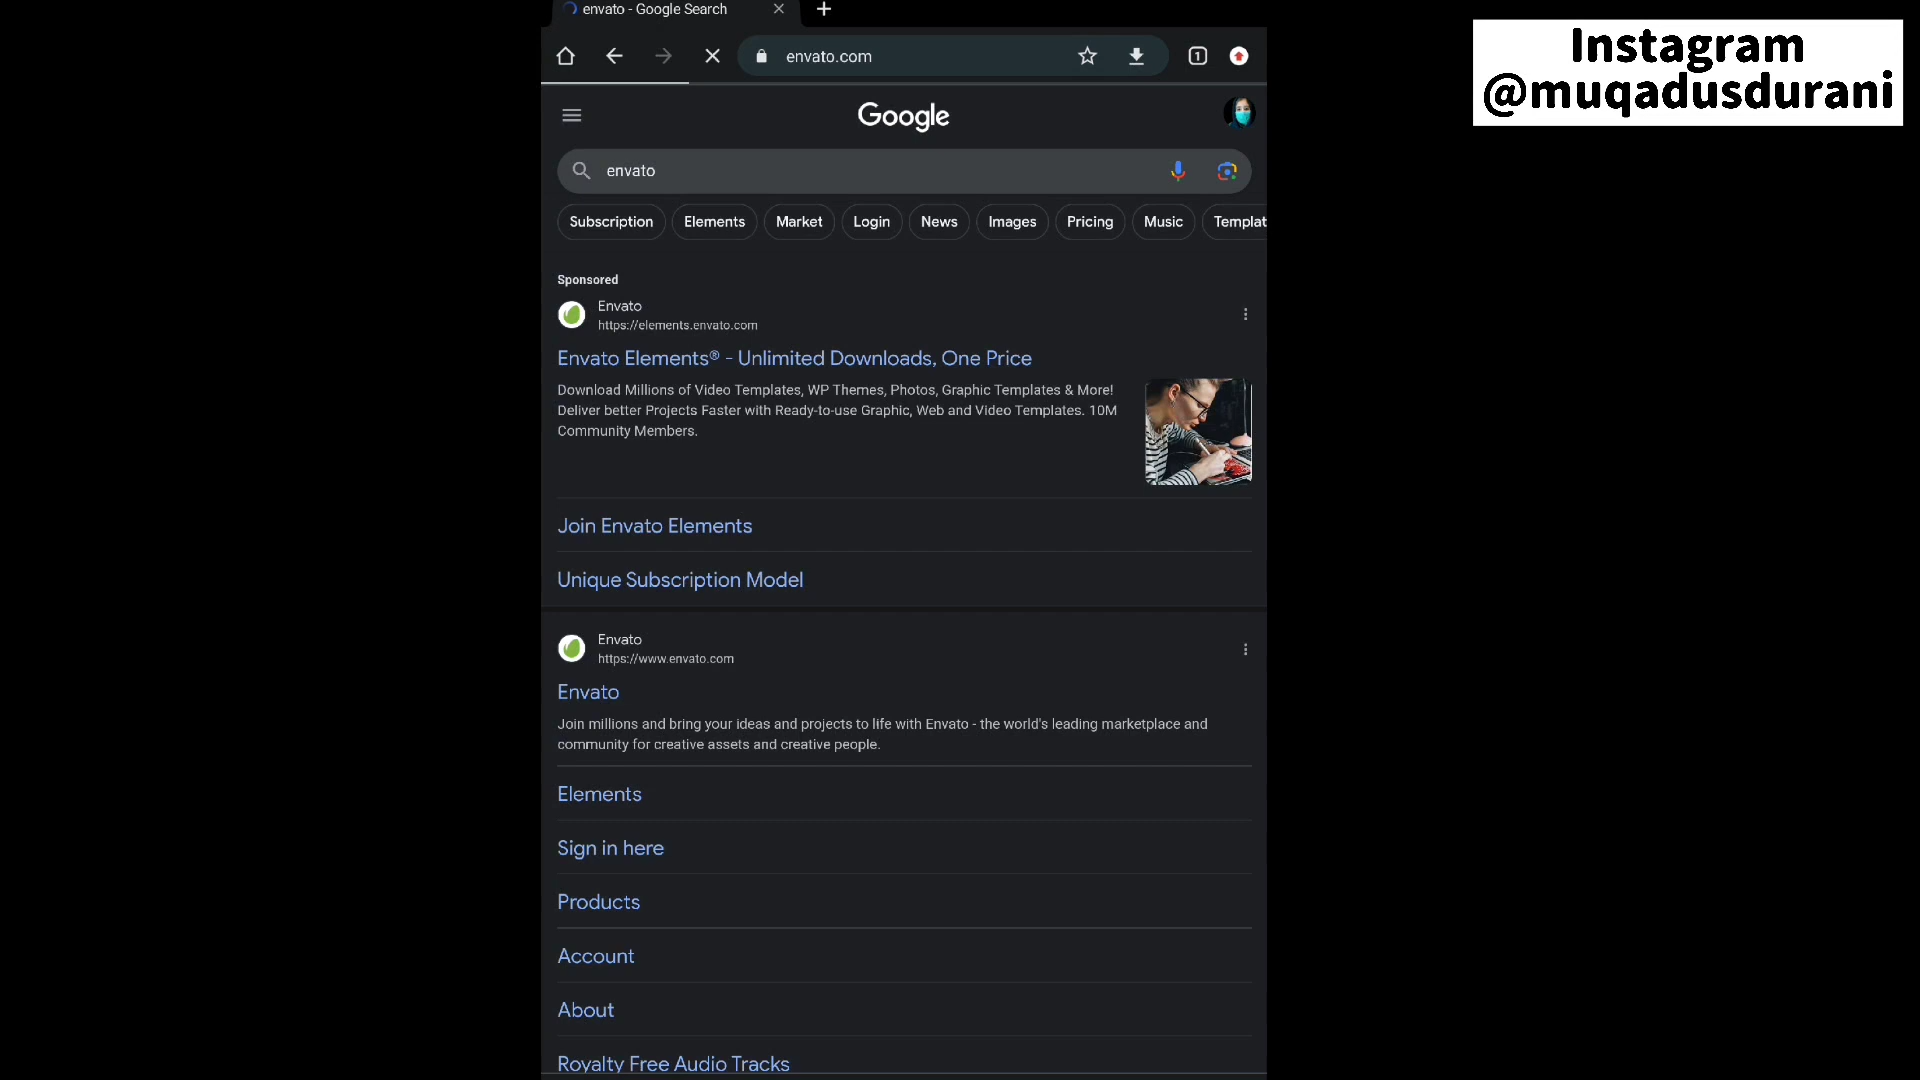 envato - Google Search
envato.com
1
Instagram
@muqadusdurani
Google
envato
Subscription
Elements
Market
Login
News
Images
Pricing
Music
Templat
Sponsored
Envato
https://elements.envato.com
Envato Elements® - Unlimited Downloads, One Price
Download Millions of Video Templates, WP Themes, Photos, Graphic Templates & More!
Deliver better Projects Faster with Ready-to-use Graphic, Web and Video Templates. 10M
Community Members.
Join Envato Elements
Unique Subscription Model
Envato
https://www.envato.com
Envato
Join millions and bring your ideas and projects to life with Envato - the world's leading marketplace and
community for creative assets and creative people.
Elements
Sign in here
Products
Account
About
Royalty Free Audio Tracks